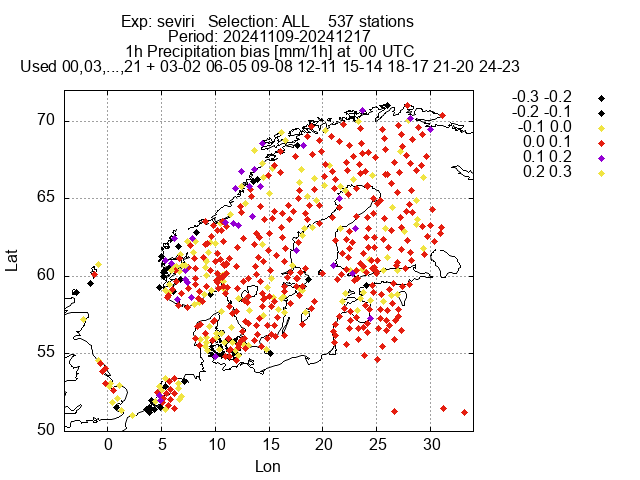 Exp: seviri   Selection: ALL    537 stations
Period: 20241109-20241217
1h Precipitation bias [mm/1h] at  00 UTC
Used 00,03,...,21 + 03-02 06-05 09-08 12-11 15-14 18-17 21-20 24-23
-0.3 -0.2
-0.2 -0.1
-0.1 0.0
0.0 0.1
0.1 0.2
0.2 0.3
70
65
60
55
50
Lat
0 5 10 15 20 25 30
Lon